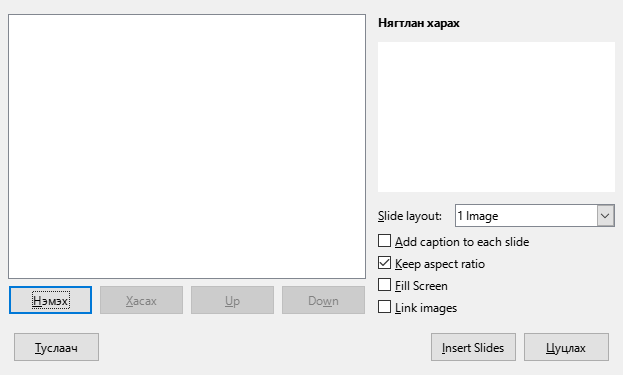 Нягтлан харах
Slide layout: 1 Image
Add caption to each slide
Keep aspect ratio
Fill Screen
Link images
Нэмэх Хасах Up Down
Туслаач Insert Slides Цуцлах